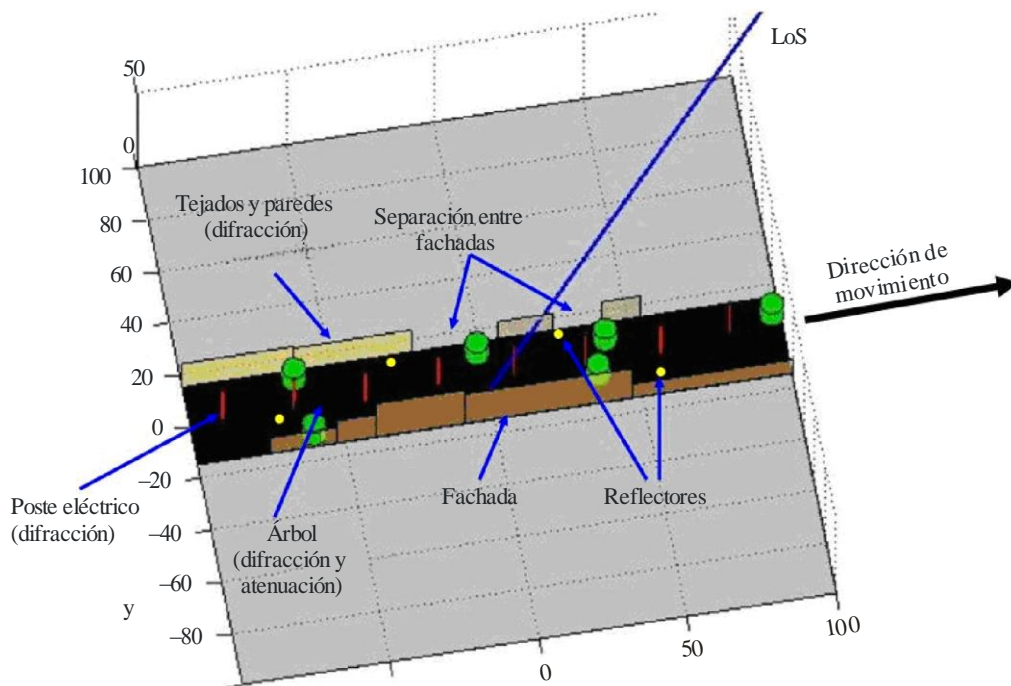 LoS
50
0
100
80
60
40
20
0
–20
–40
–60
–80
y
Tejados y paredes
(difracción)
Separación entre
fachadas
Dirección de
movimiento
Poste eléctrico
(difracción)
Árbol
(difracción y
atenuación)
Fachada
Reflectores
0
50
100